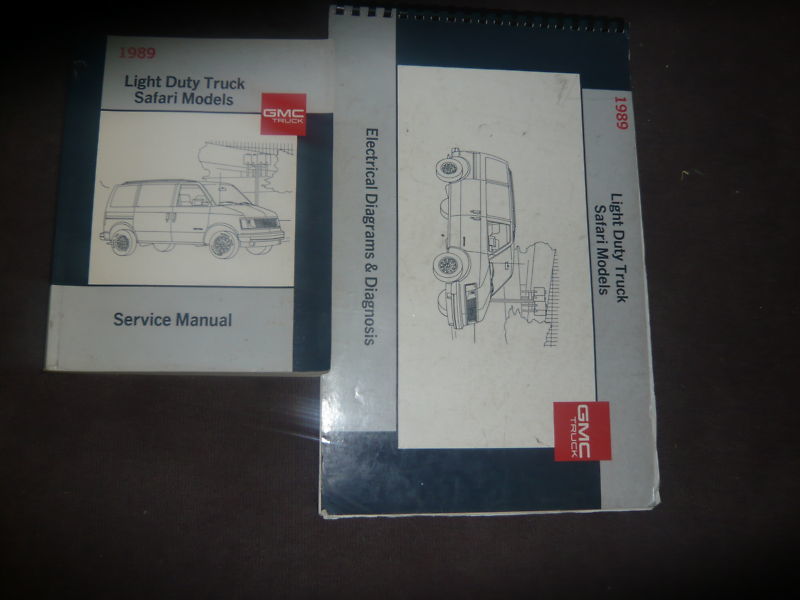 1989
Light Duty Truck
Safari Models
GMC
TRUCK
Service Manual
1989
Light Duty Truck
Safari Models
GMC
TRUCK
Electrical Diagrams & Diagnosis